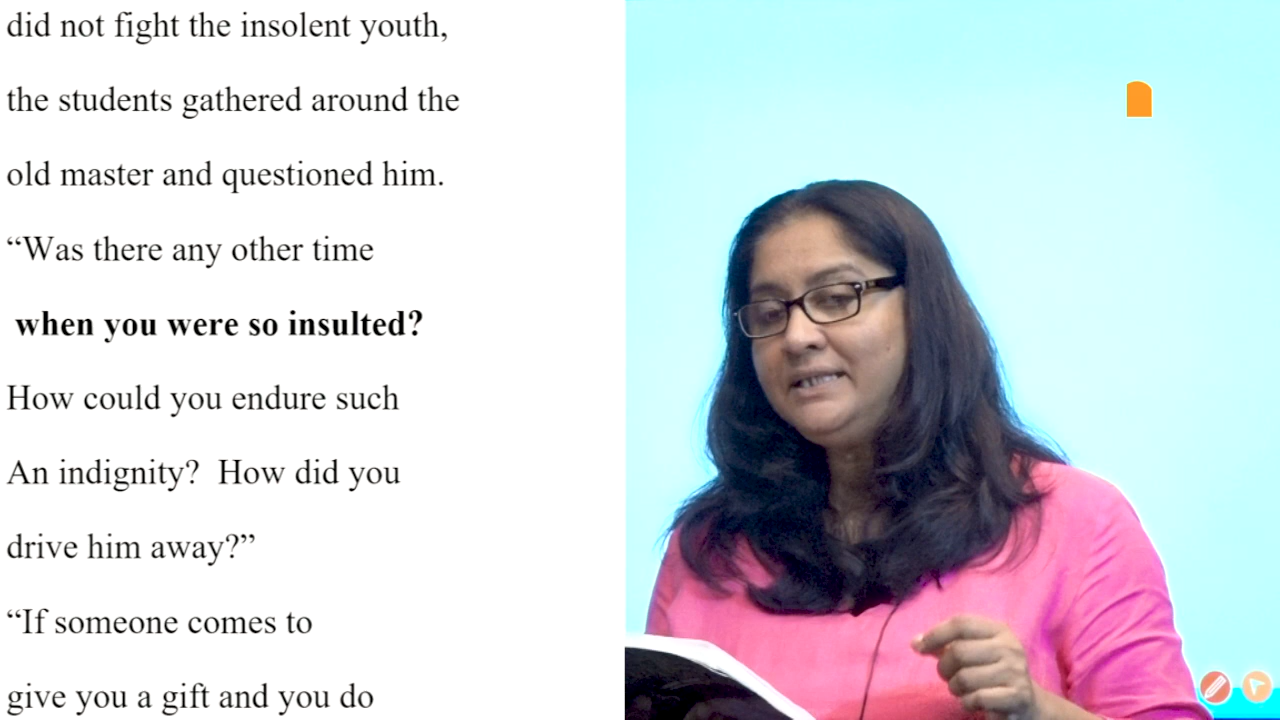 did not fight the insolent youth,
the students gathered around the
old master and questioned him.
“Was there any other time
when you were so insulted?
How could you endure such
An indignity?  How did you
drive him away?”
“If someone comes to
give you a gift and you do